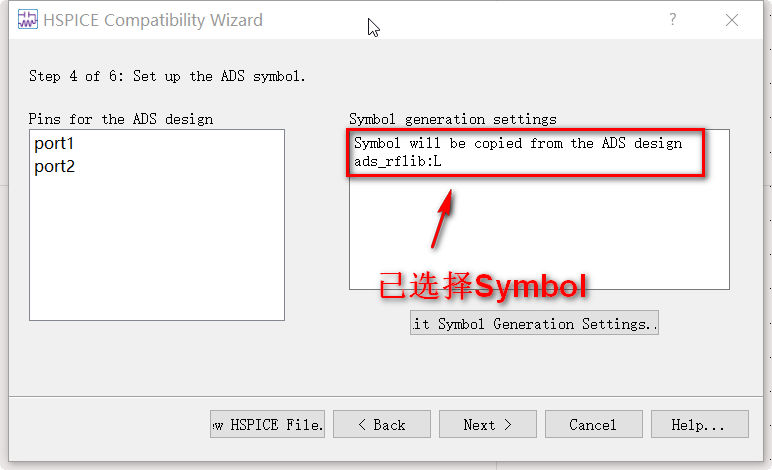 HSPICE Compatibility Wizard
Step 4 of 6: Set up the ADS symbol.
Pins for the ADS design
port1
port2
Symbol generation settings
Symbol will be copied from the ADS design
ads_rflib:L
已选择Symbol
it Symbol Generation Settings..
w HSPICE File.
< Back
Next >
Cancel
Help...